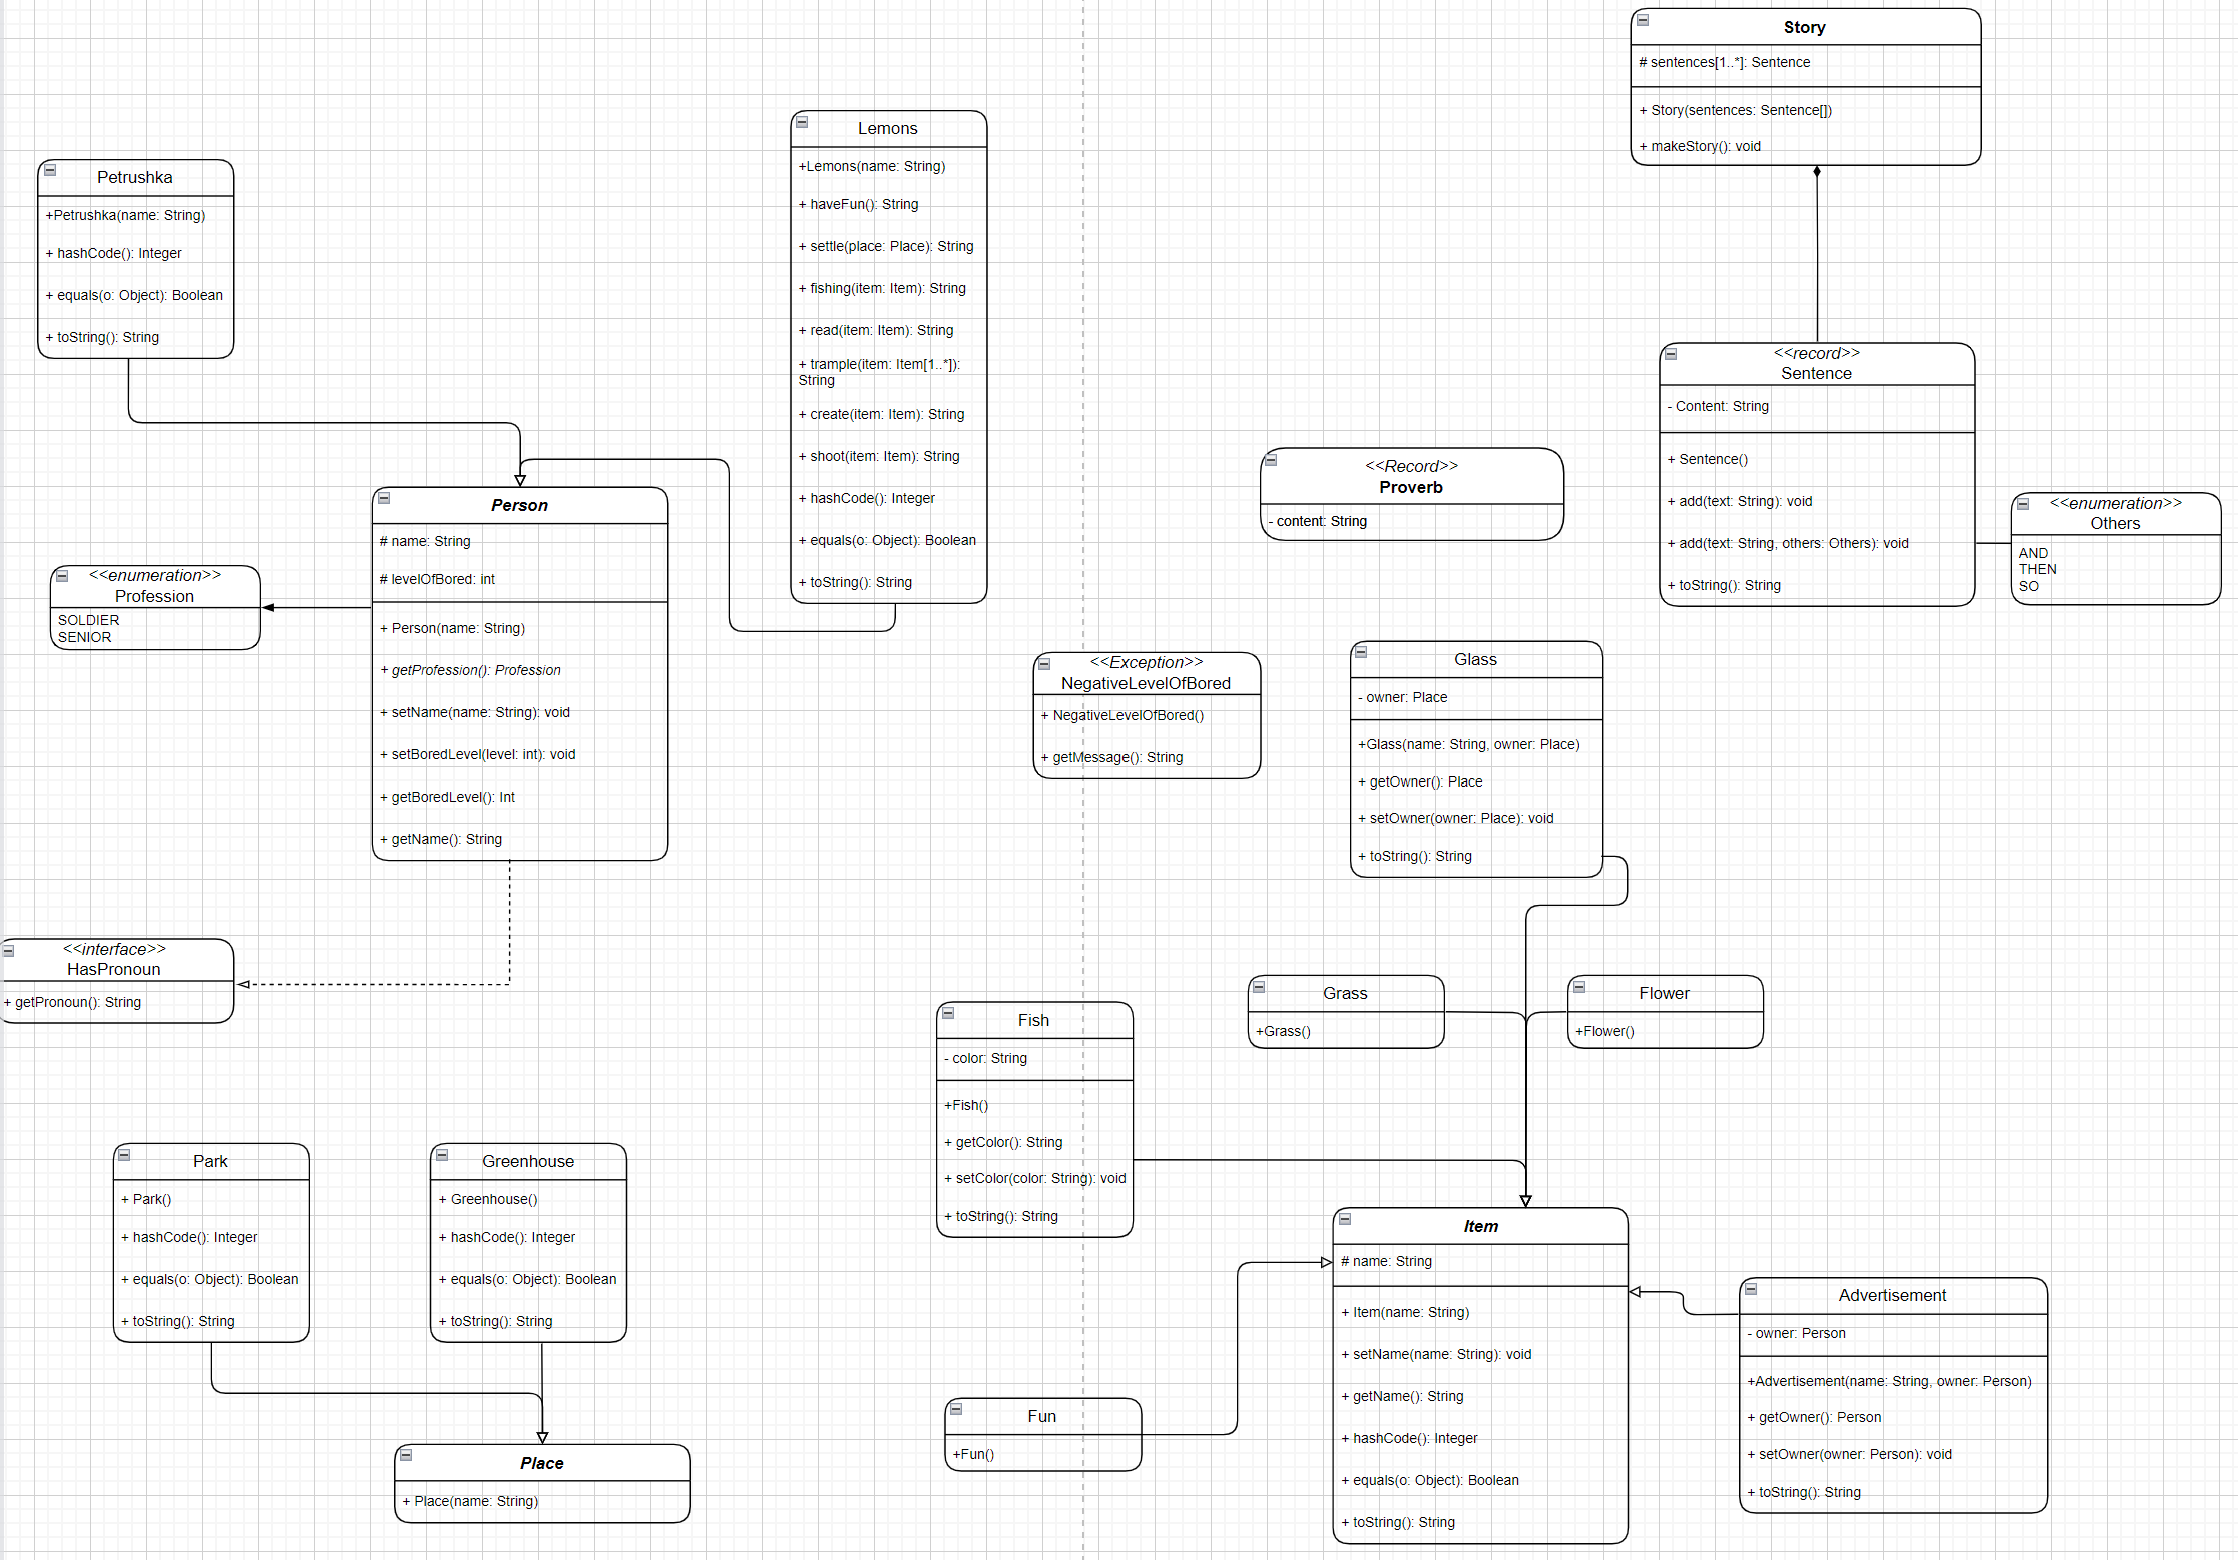 Story
# sentences[1..*]: Sentence
+ Story(sentences: Sentence[])
+ makeStory(): void
Lemons
+Lemons(name: String)
+ haveFun(): String
+ settle(place: Place): String
+ fishing(item: Item): String
+ read(item: Item): String
+ trample(item: Item[1..*]):
String
+ create(item: Item): String
+ shoot(item: Item): String
+ hashCode(): Integer
+ equals(o: Object): Boolean
+ toString(): String
Petrushka
+Petrushka(name: String)
+ hashCode(): Integer
+ equals(o: Object): Boolean
+ toString(): String
<<record>>
Sentence
- Content: String
+ Sentence()
+ add(text: String): void
+ add(text: String, others: Others): void
+ toString(): String
<<Record>>
Proverb
- content: String
<<enumeration>>
Others
AND
THEN
SO
Person
# name: String
# levelOfBored: int
+ Person(name: String)
+ getProfession(): Profession
+ setName(name: String): void
+ setBoredLevel(level: int): void
+ getBoredLevel(): Int
+ getName(): String
<<enumeration>>
Profession
SOLDIER
SENIOR
<<Exception>>
NegativeLevelOfBored
+ NegativeLevelOfBored()
+ getMessage(): String
Glass
- owner: Place
+Glass(name: String, owner: Place)
+ getOwner(): Place
+ setOwner(owner: Place): void
+ toString(): String
<<interface>>
HasPronoun
+ getPronoun(): String
Grass
+Grass()
Flower
+Flower()
Fish
- color: String
+Fish()
+ getColor(): String
+ setColor(color: String): void
+ toString(): String
Park
+ Park()
+ hashCode(): Integer
+ equals(o: Object): Boolean
+ toString(): String
Greenhouse
+ Greenhouse()
+ hashCode(): Integer
+ equals(o: Object): Boolean
+ toString(): String
Item
# name: String
+ Item(name: String)
+ setName(name: String): void
+ getName(): String
+ hashCode(): Integer
+ equals(o: Object): Boolean
+ toString(): String
Advertisement
- owner: Person
+Advertisement(name: String, owner: Person)
+ getOwner(): Person
+ setOwner(owner: Person): void
+ toString(): String
Fun
+Fun()
Place
+ Place(name: String)